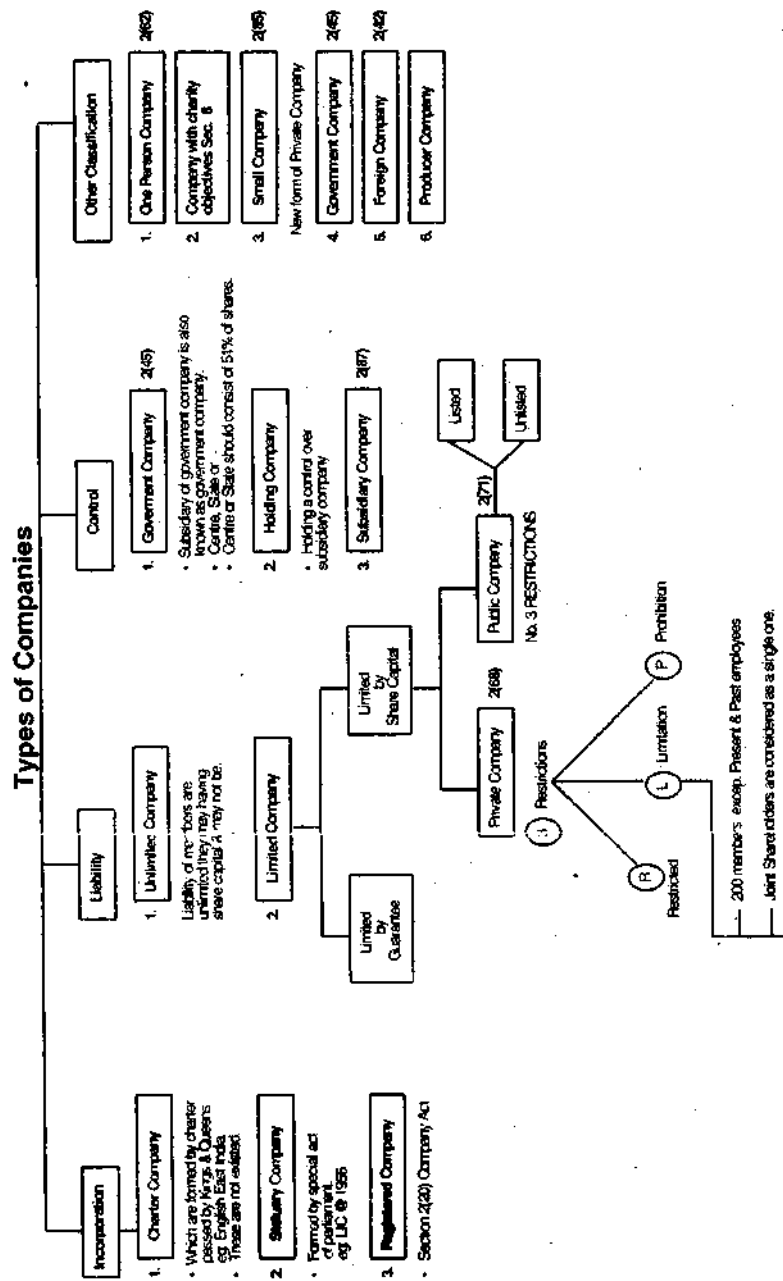 Types of Companies
Incorporation
1. Charter Company
• Which are formed by charter
passed by Kings & Queens
eg. English East India.
• These are not existed.
2. Statuary Company
• Formed by special act
of parliament.
eg. LIC @ 1956
3. Registered Company
• Section 2(20) Company Act
Liability
1. Unlimited Company
Liability of members are
unlimited they may having
share capital may not be.
2. Limited Company
Limited
by
Guarantee
Limited
by
Share Capital
Private Company 2(68)
3 Restrictions
R
Restricted
L Limitation
P Prohibition
200 members except Present & Past employees
Joint Shareholders are considered as a single one.
Public Company 2(71)
No. 3 RESTRICTIONS
Listed
Unlisted
Control
1. Goverment Company 2(45)
• Subsidiary of government company is also
known as government company.
• Centre, State or
• Centre or State should consist of 51% of shares.
2. Holding Company
• Holding a control over
subsidiary company
3. Subsidiary Company 2(87)
Other Classification
1. One Person Company 2(62)
2. Company with charity
objectives Sec. 8
3. Small Company 2(85)
New form of Private Company
4. Government Company 2(45)
5. Foreign Company 2(42)
6. Producer Company